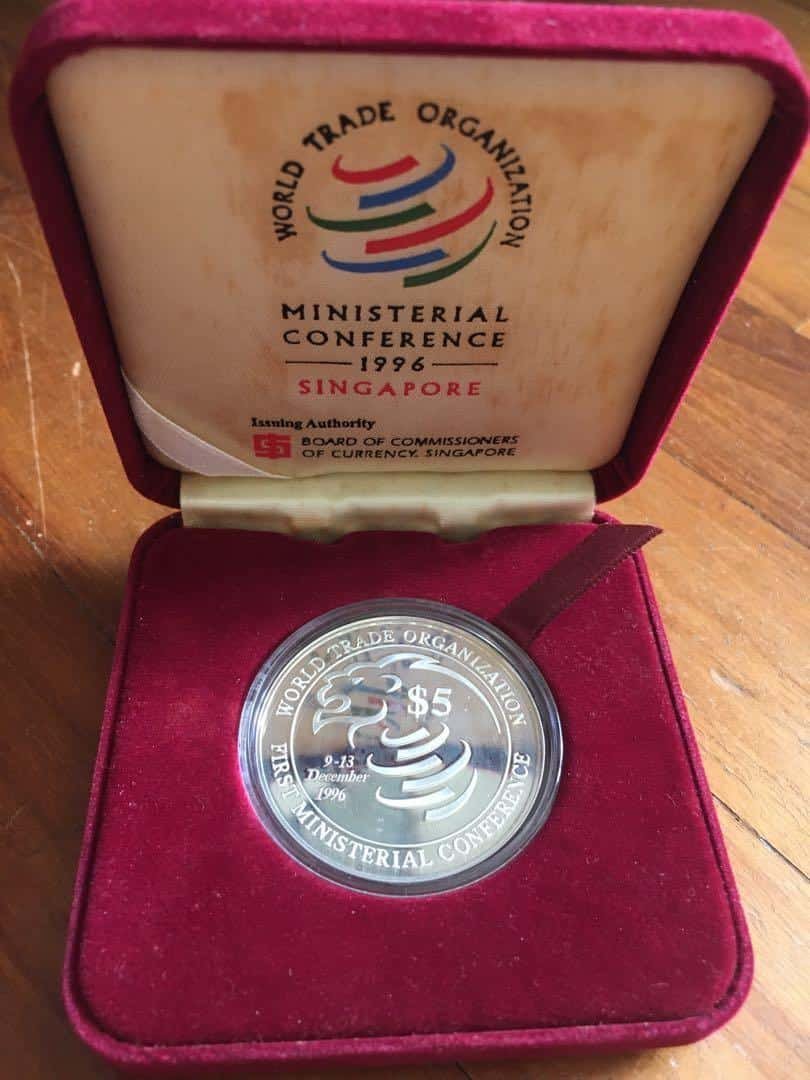 WORLD TRADE ORGANIZATION
MINISTERIAL
CONFERENCE
1996
SINGAPORE
Issuing Authority
BOARD OF COMMISSIONERS
OF CURRENCY, SINGAPORE
WORLD TRADE ORGANIZATION
$5
9-13
December
1996
FIRST MINISTERIAL CONFERENCE